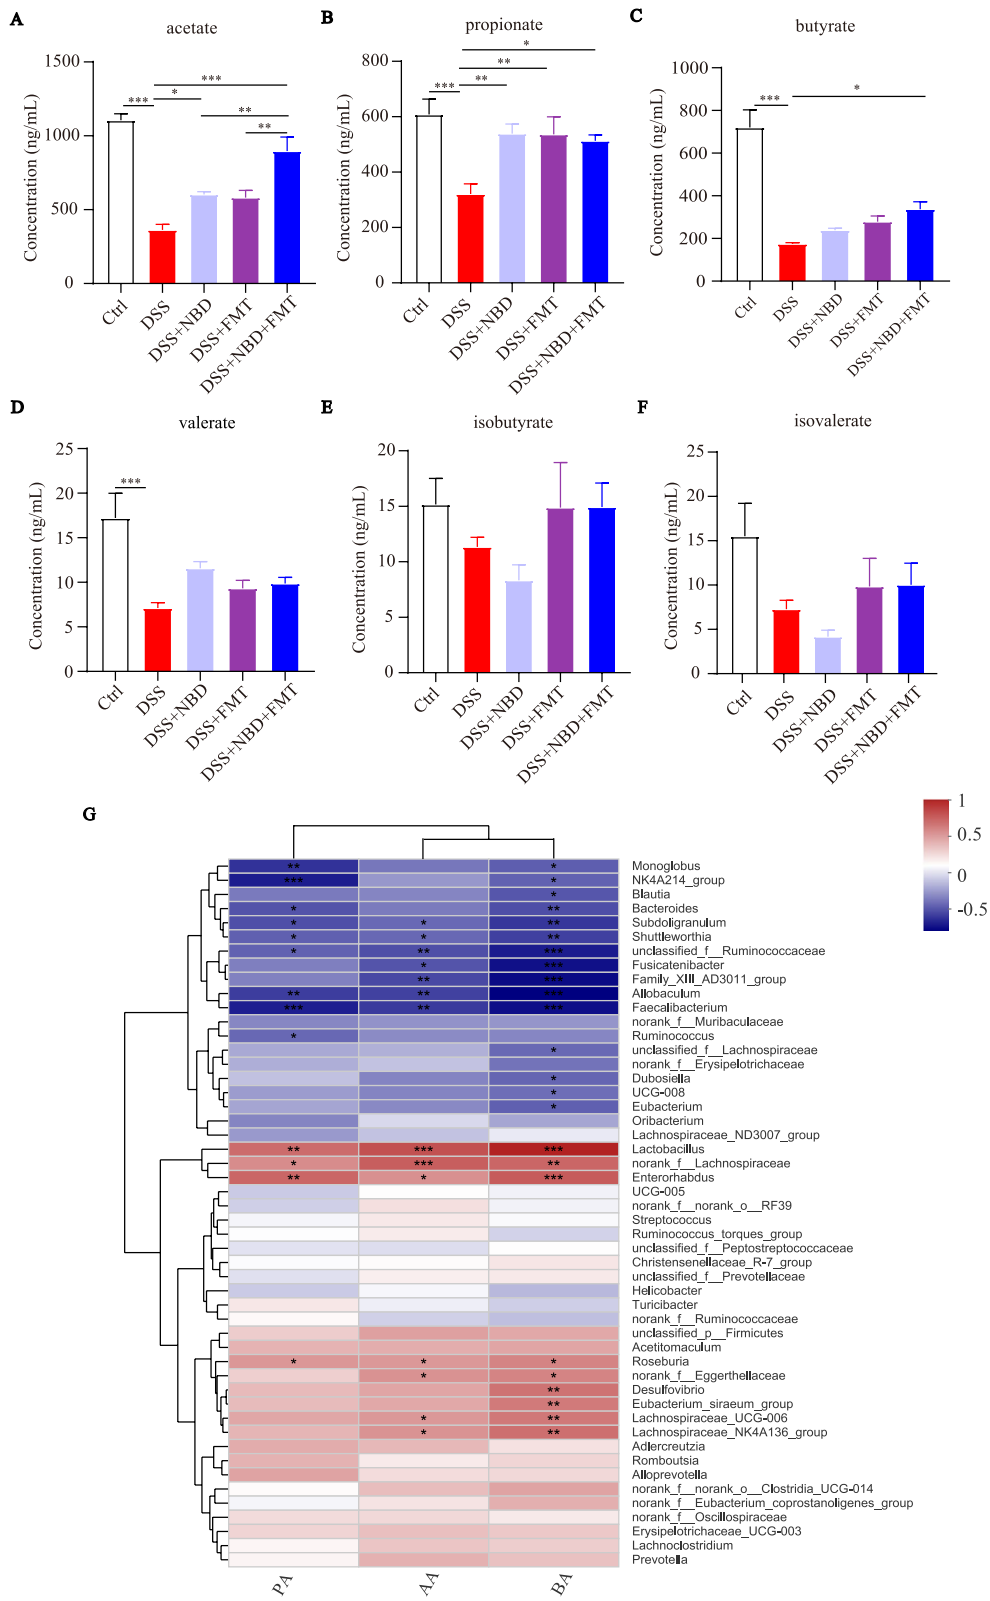 A
acetate
Concentration (ng/mL)
1500
1000
500
0
***
*
***
**
**
Ctrl
DSS
DSS+NBD
DSS+FMT
DSS+NBD+FMT
B
propionate
Concentration (ng/mL)
800
600
400
200
0
***
**
**
*
Ctrl
DSS
DSS+NBD
DSS+FMT
DSS+NBD+FMT
C
butyrate
Concentration (ng/mL)
1000
800
600
400
200
0
***
*
Ctrl
DSS
DSS+NBD
DSS+FMT
DSS+NBD+FMT
D
valerate
Concentration (ng/mL)
25
20
15
10
5
0
***
Ctrl
DSS
DSS+NBD
DSS+FMT
DSS+NBD+FMT
E
isobutyrate
Concentration (ng/mL)
20
15
10
5
0
Ctrl
DSS
DSS+NBD
DSS+FMT
DSS+NBD+FMT
F
isovalerate
Concentration (ng/mL)
25
20
15
10
5
0
Ctrl
DSS
DSS+NBD
DSS+FMT
DSS+NBD+FMT
G
1
0.5
0
-0.5
** * Monoglobus
*** * NK4A214_group
* Blautia
* ** Bacteroides
* * ** Subdoligranulum
* * ** Shuttleworthia
* ** *** unclassified_f__Ruminococcaceae
* *** Fusicatenibacter
** *** Family_XIII_AD3011_group
** ** *** Allobaculum
*** ** *** Faecalibacterium
norank_f__Muribaculaceae
* Ruminococcus
* unclassified_f__Lachnospiraceae
norank_f__Erysipelotrichaceae
* Dubosiella
* UCG-008
* Eubacterium
Oribacterium
Lachnospiraceae_ND3007_group
** *** *** Lactobacillus
* *** ** norank_f__Lachnospiraceae
** * *** Enterorhabdus
UCG-005
norank_f__norank_o__RF39
Streptococcus
Ruminococcus_torques_group
unclassified_f__Peptostreptococcaceae
Christensenellaceae_R-7_group
unclassified_f__Prevotellaceae
Helicobacter
Turicibacter
norank_f__Ruminococcaceae
unclassified_p__Firmicutes
Acetitomaculum
* * * Roseburia
* * norank_f__Eggerthellaceae
** Desulfovibrio
** Eubacterium_siraeum_group
* ** Lachnospiraceae_UCG-006
* ** Lachnospiraceae_NK4A136_group
Adlercreutzia
Romboutsia
Alloprevotella
norank_f__norank_o__Clostridia_UCG-014
norank_f__Eubacterium_coprostanoligenes_group
norank_f__Oscillospiraceae
Erysipelotrichaceae_UCG-003
Lachnoclostridium
Prevotella
PA
AA
BA